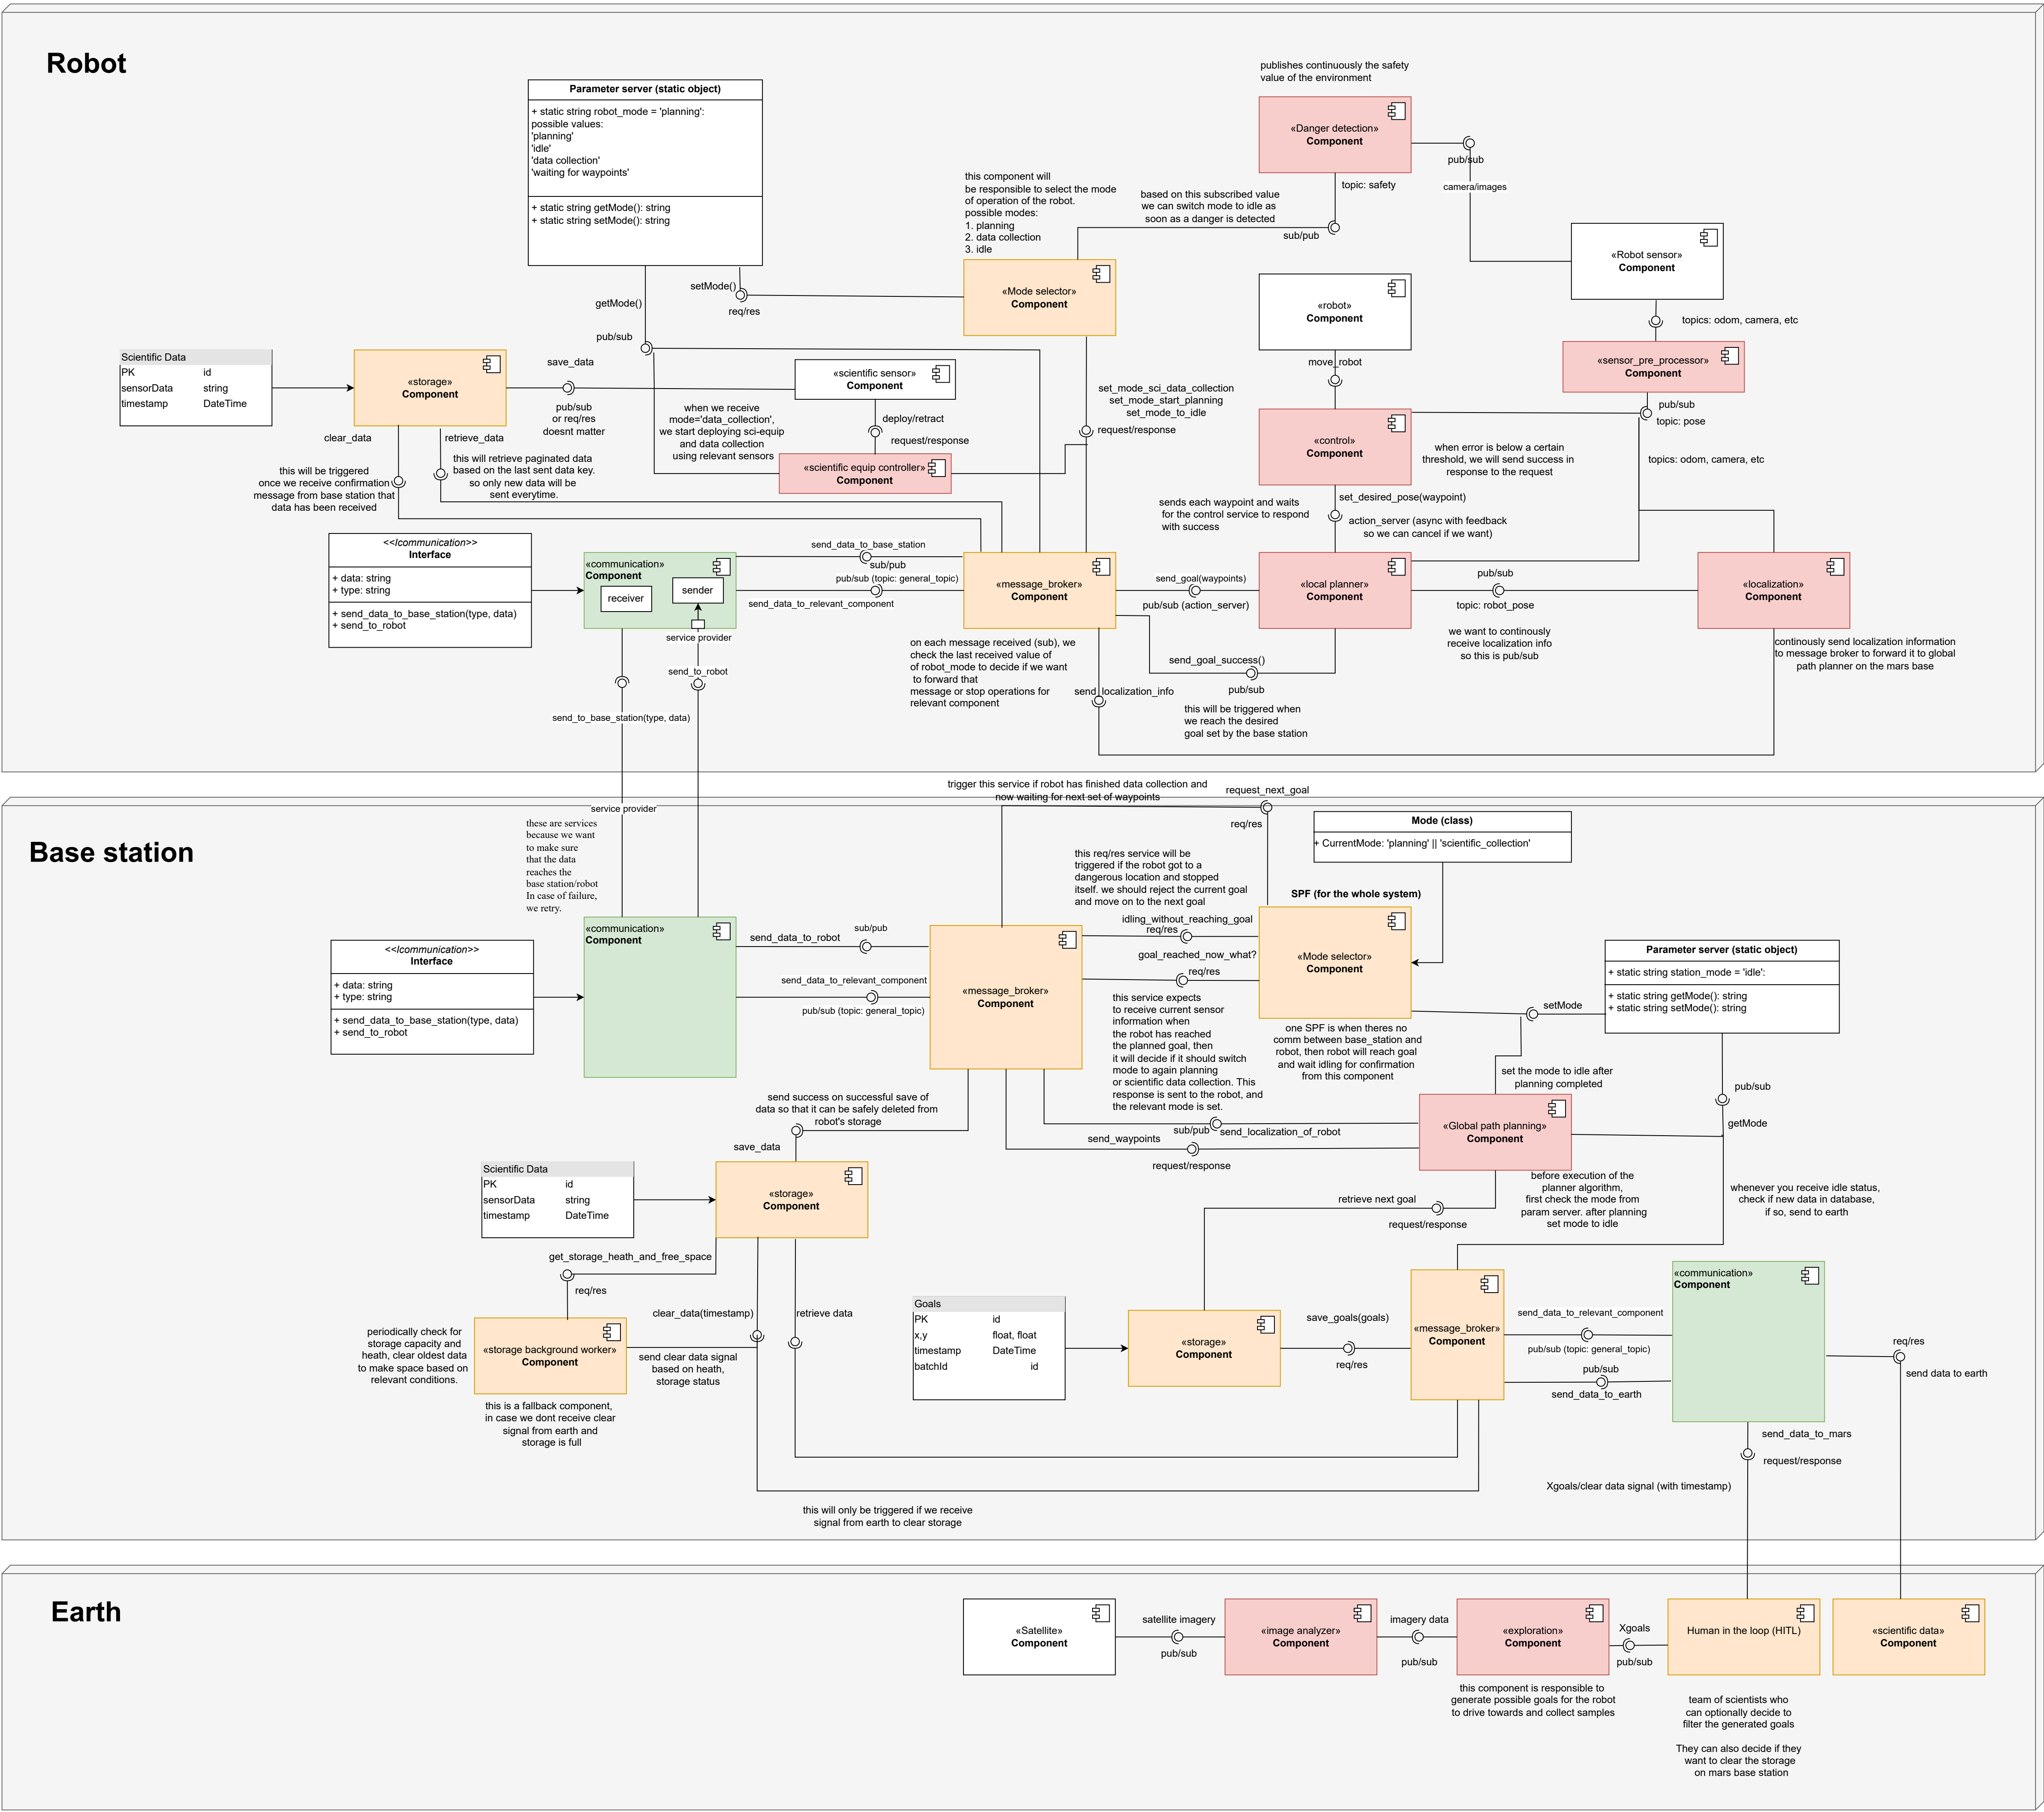 Robot
publishes continuously the safety
value of the environment
Parameter server (static object)
+ static string robot_mode = 'planning':
possible values:
'planning'
'idle'
'data collection'
'waiting for waypoints'
+ static string getMode(): string
+ static string setMode(): string
«Danger detection»
Component
pub/sub
camera/images
topic: safety
this component will
be responsible to select the mode
of operation of the robot.
possible modes:
1. planning
2. data collection
3. idle
based on this subscribed value
we can switch mode to idle as
soon as a danger is detected
sub/pub
«Robot sensor»
Component
«Mode selector»
Component
setMode()
req/res
getMode()
pub/sub
«robot»
Component
move_robot
topics: odom, camera, etc
«sensor_pre_processor»
Component
pub/sub
topic: pose
Scientific Data
PK id
sensorData string
timestamp DateTime
«storage»
Component
save_data
pub/sub
or req/res
doesnt matter
«scientific sensor»
Component
deploy/retract
request/response
when we receive
mode='data_collection',
we start deploying sci-equip
and data collection
using relevant sensors
«scientific equip controller»
Component
set_mode_sci_data_collection
set_mode_start_planning
set_mode_to_idle
request/response
«control»
Component
when error is below a certain
threshold, we will send success in
response to the request
topics: odom, camera, etc
clear_data
retrieve_data
this will be triggered
once we receive confirmation
message from base station that
data has been received
this will retrieve paginated data
based on the last sent data key.
so only new data will be
sent everytime.
sends each waypoint and waits
for the control service to respond
with success
set_desired_pose(waypoint)
action_server (async with feedback
so we can cancel if we want)
<<Icommunication>>
Interface
+ data: string
+ type: string
+ send_data_to_base_station(type, data)
+ send_to_robot
«communication»
Component
receiver
sender
service provider
send_data_to_base_station
sub/pub
pub/sub (topic: general_topic)
send_data_to_relevant_component
«message_broker»
Component
send_goal(waypoints)
pub/sub (action_server)
«local planner»
Component
pub/sub
topic: robot_pose
«localization»
Component
we want to continously
receive localization info
so this is pub/sub
continously send localization information
to message broker to forward it to global
path planner on the mars base
on each message received (sub), we
check the last received value of
of robot_mode to decide if we want
to forward that
message or stop operations for
relevant component
send_goal_success()
pub/sub
send_localization_info
this will be triggered when
we reach the desired
goal set by the base station
send_to_robot
send_to_base_station(type, data)
trigger this service if robot has finished data collection and
now waiting for next set of waypoints
request_next_goal
req/res
service provider
Base station
these are services
because we want
to make sure
that the data
reaches the
base station/robot
In case of failure,
we retry.
Mode (class)
+ CurrentMode: 'planning' || 'scientific_collection'
this req/res service will be
triggered if the robot got to a
dangerous location and stopped
itself. we should reject the current goal
and move on to the next goal
SPF (for the whole system)
«communication»
Component
<<Icommunication>>
Interface
+ data: string
+ type: string
+ send_data_to_base_station(type, data)
+ send_to_robot
send_data_to_robot
sub/pub
send_data_to_relevant_component
pub/sub (topic: general_topic)
«message_broker»
Component
idling_without_reaching_goal
req/res
goal_reached_now_what?
req/res
«Mode selector»
Component
Parameter server (static object)
+ static string station_mode = 'idle':
+ static string getMode(): string
+ static string setMode(): string
setMode
this service expects
to receive current sensor
information when
the robot has reached
the planned goal, then
it will decide if it should switch
mode to again planning
or scientific data collection. This
response is sent to the robot, and
the relevant mode is set.
one SPF is when theres no
comm between base_station and
robot, then robot will reach goal
and wait idling for confirmation
from this component
set the mode to idle after
planning completed
pub/sub
getMode
send success on successful save of
data so that it can be safely deleted from
robot's storage
save_data
sub/pub
send_localization_of_robot
send_waypoints
request/response
«Global path planning»
Component
before execution of the
planner algorithm,
first check the mode from
param server. after planning
set mode to idle
whenever you receive idle status,
check if new data in database,
if so, send to earth
Scientific Data
PK id
sensorData string
timestamp DateTime
«storage»
Component
retrieve next goal
request/response
get_storage_heath_and_free_space
req/res
clear_data(timestamp)
retrieve data
periodically check for
storage capacity and
heath, clear oldest data
to make space based on
relevant conditions.
«storage background worker»
Component
send clear data signal
based on heath,
storage status
this is a fallback component,
in case we dont receive clear
signal from earth and
storage is full
Goals
PK id
x,y float, float
timestamp DateTime
batchId id
«storage»
Component
save_goals(goals)
req/res
«message_broker»
Component
send_data_to_relevant_component
pub/sub (topic: general_topic)
pub/sub
send_data_to_earth
«communication»
Component
req/res
send data to earth
send_data_to_mars
request/response
Xgoals/clear data signal (with timestamp)
this will only be triggered if we receive
signal from earth to clear storage
Earth
«Satellite»
Component
satellite imagery
pub/sub
«image analyzer»
Component
imagery data
pub/sub
«exploration»
Component
Xgoals
pub/sub
Human in the loop (HITL)
«scientific data»
Component
this component is responsible to
generate possible goals for the robot
to drive towards and collect samples
team of scientists who
can optionally decide to
filter the generated goals
They can also decide if they
want to clear the storage
on mars base station